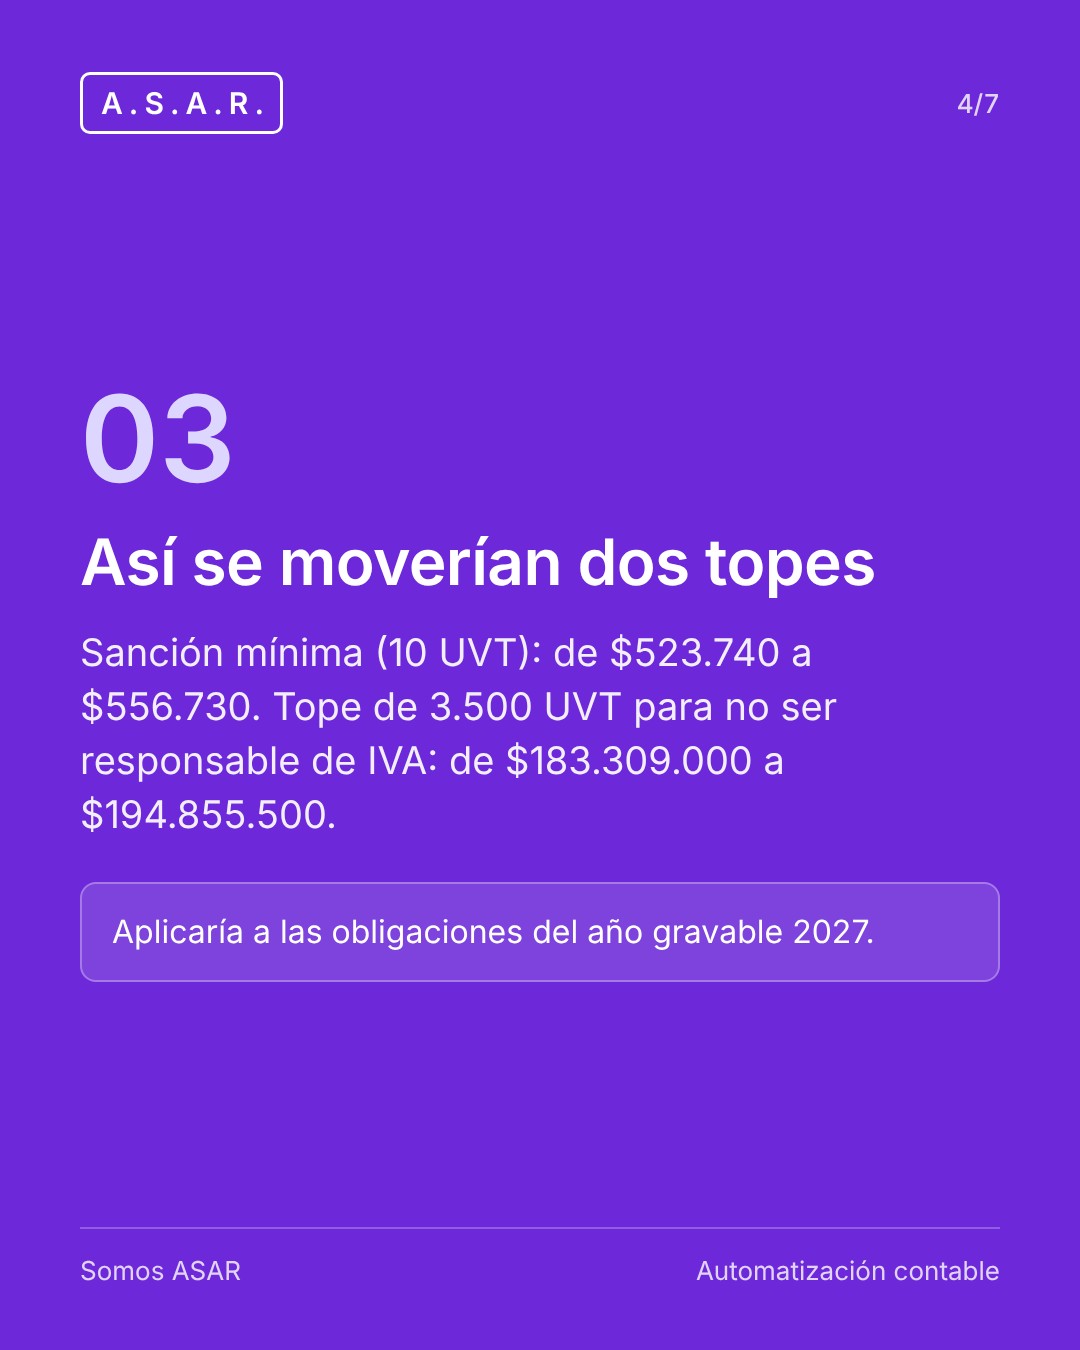 A.S.A.R.
4/7
03
Así se moverían dos topes
Sanción mínima (10 UVT): de $523.740 a
$556.730. Tope de 3.500 UVT para no ser
responsable de IVA: de $183.309.000 a
$194.855.500.
Aplicaría a las obligaciones del año gravable 2027.
Somos ASAR
Automatización contable